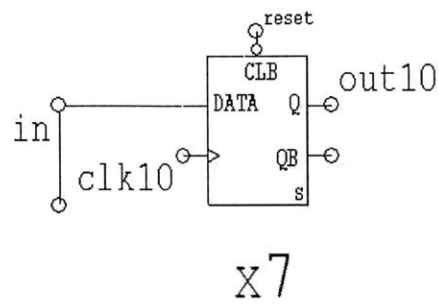 reset
CLB
out10
DATA
Q
in
clk10
QB
S
x7